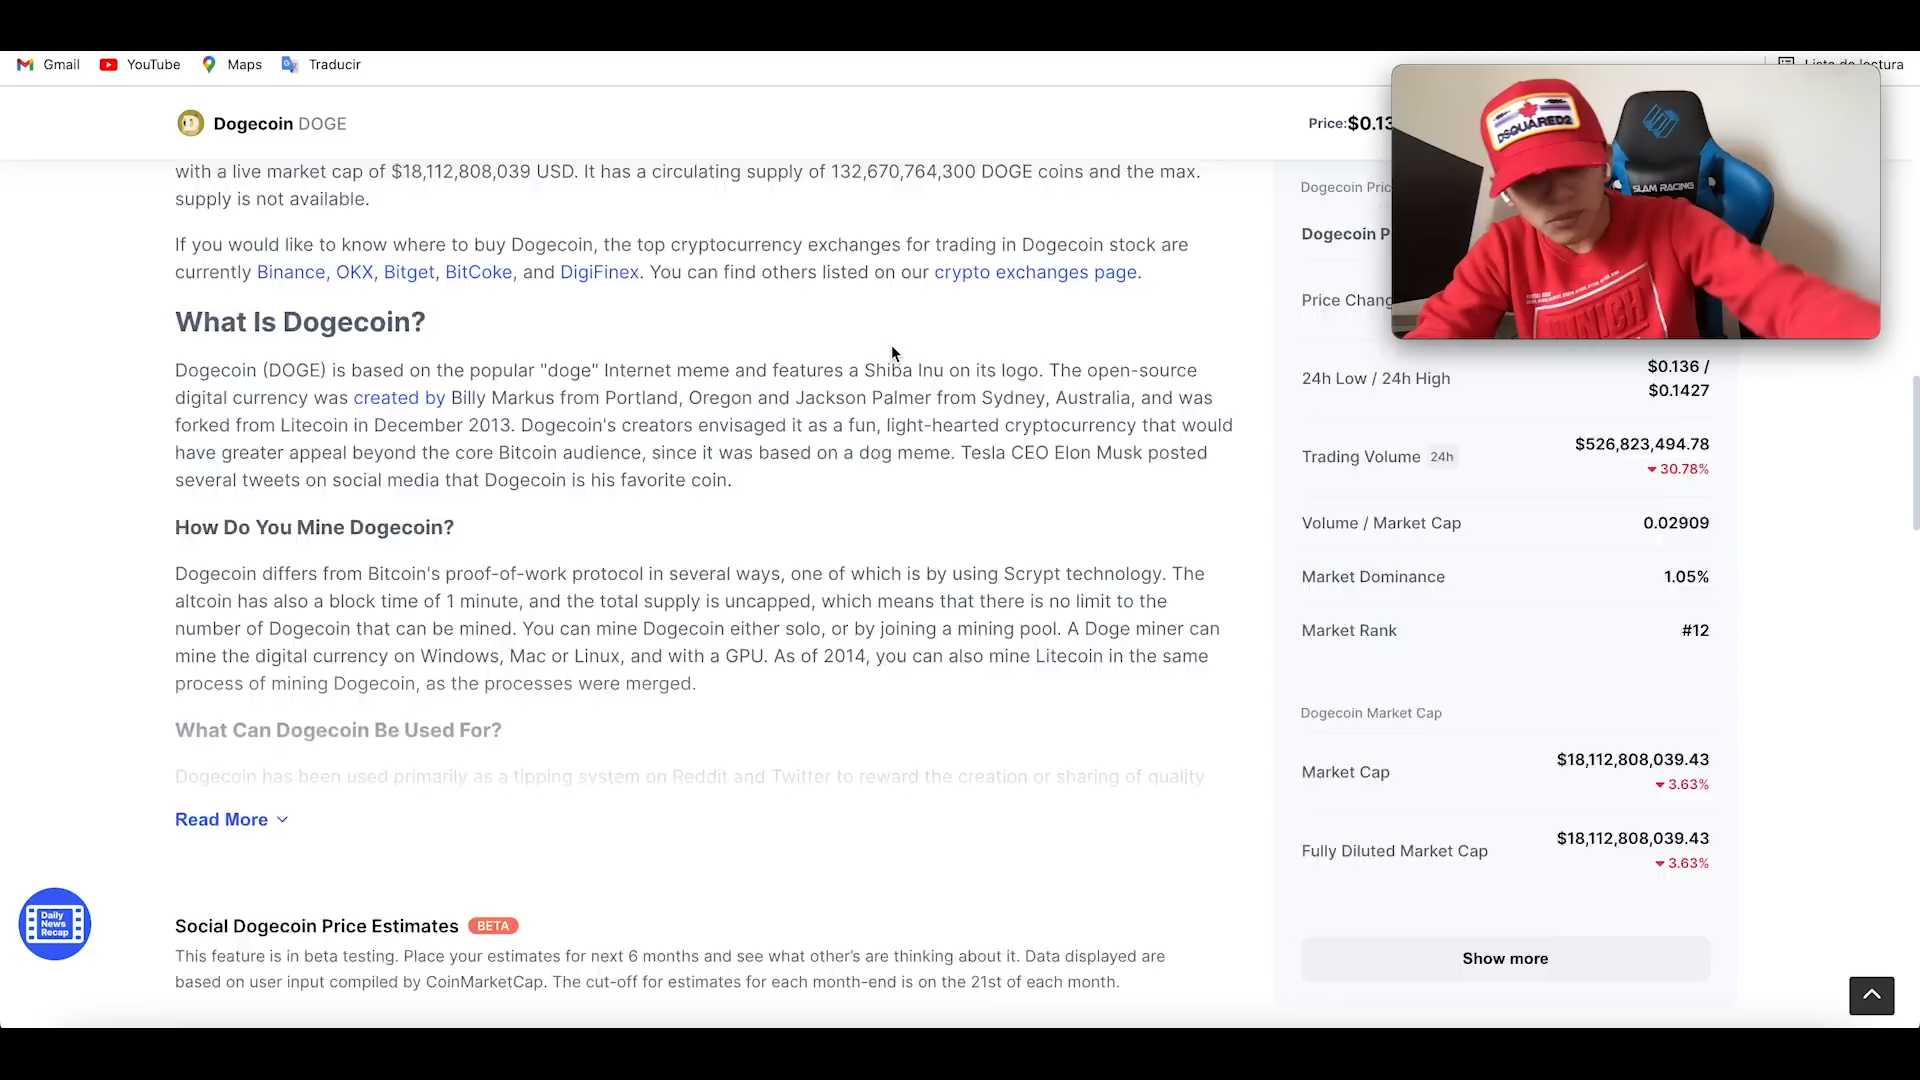 Gmail YouTube Maps Traducir
Dogecoin DOGE
Price:$0.13
with a live market cap of $18,112,808,039 USD. It has a circulating supply of 132,670,764,300 DOGE coins and the max.
supply is not available.
If you would like to know where to buy Dogecoin, the top cryptocurrency exchanges for trading in Dogecoin stock are
currently Binance, OKX, Bitget, BitCoke, and DigiFinex. You can find others listed on our crypto exchanges page.
What Is Dogecoin?
Dogecoin (DOGE) is based on the popular "doge" Internet meme and features a Shiba Inu on its logo. The open-source
digital currency was created by Billy Markus from Portland, Oregon and Jackson Palmer from Sydney, Australia, and was
forked from Litecoin in December 2013. Dogecoin's creators envisaged it as a fun, light-hearted cryptocurrency that would
have greater appeal beyond the core Bitcoin audience, since it was based on a dog meme. Tesla CEO Elon Musk posted
several tweets on social media that Dogecoin is his favorite coin.
How Do You Mine Dogecoin?
Dogecoin differs from Bitcoin's proof-of-work protocol in several ways, one of which is by using Scrypt technology. The
altcoin has also a block time of 1 minute, and the total supply is uncapped, which means that there is no limit to the
number of Dogecoin that can be mined. You can mine Dogecoin either solo, or by joining a mining pool. A Doge miner can
mine the digital currency on Windows, Mac or Linux, and with a GPU. As of 2014, you can also mine Litecoin in the same
process of mining Dogecoin, as the processes were merged.
What Can Dogecoin Be Used For?
Dogecoin has been used primarily as a tipping system on Reddit and Twitter to reward the creation or sharing of quality
Read More
Daily
News
Recap
Social Dogecoin Price Estimates BETA
This feature is in beta testing. Place your estimates for next 6 months and see what other's are thinking about it. Data displayed are
based on user input compiled by CoinMarketCap. The cut-off for estimates for each month-end is on the 21st of each month.
DSQUARED2
SLAM RACING
Dogecoin Pric
Dogecoin P
Price Chang
24h Low / 24h High
$0.136 /
$0.1427
Trading Volume 24h
$526,823,494.78
30.78%
Volume / Market Cap 0.02909
Market Dominance 1.05%
Market Rank #12
Dogecoin Market Cap
Market Cap
$18,112,808,039.43
3.63%
Fully Diluted Market Cap
$18,112,808,039.43
3.63%
Show more